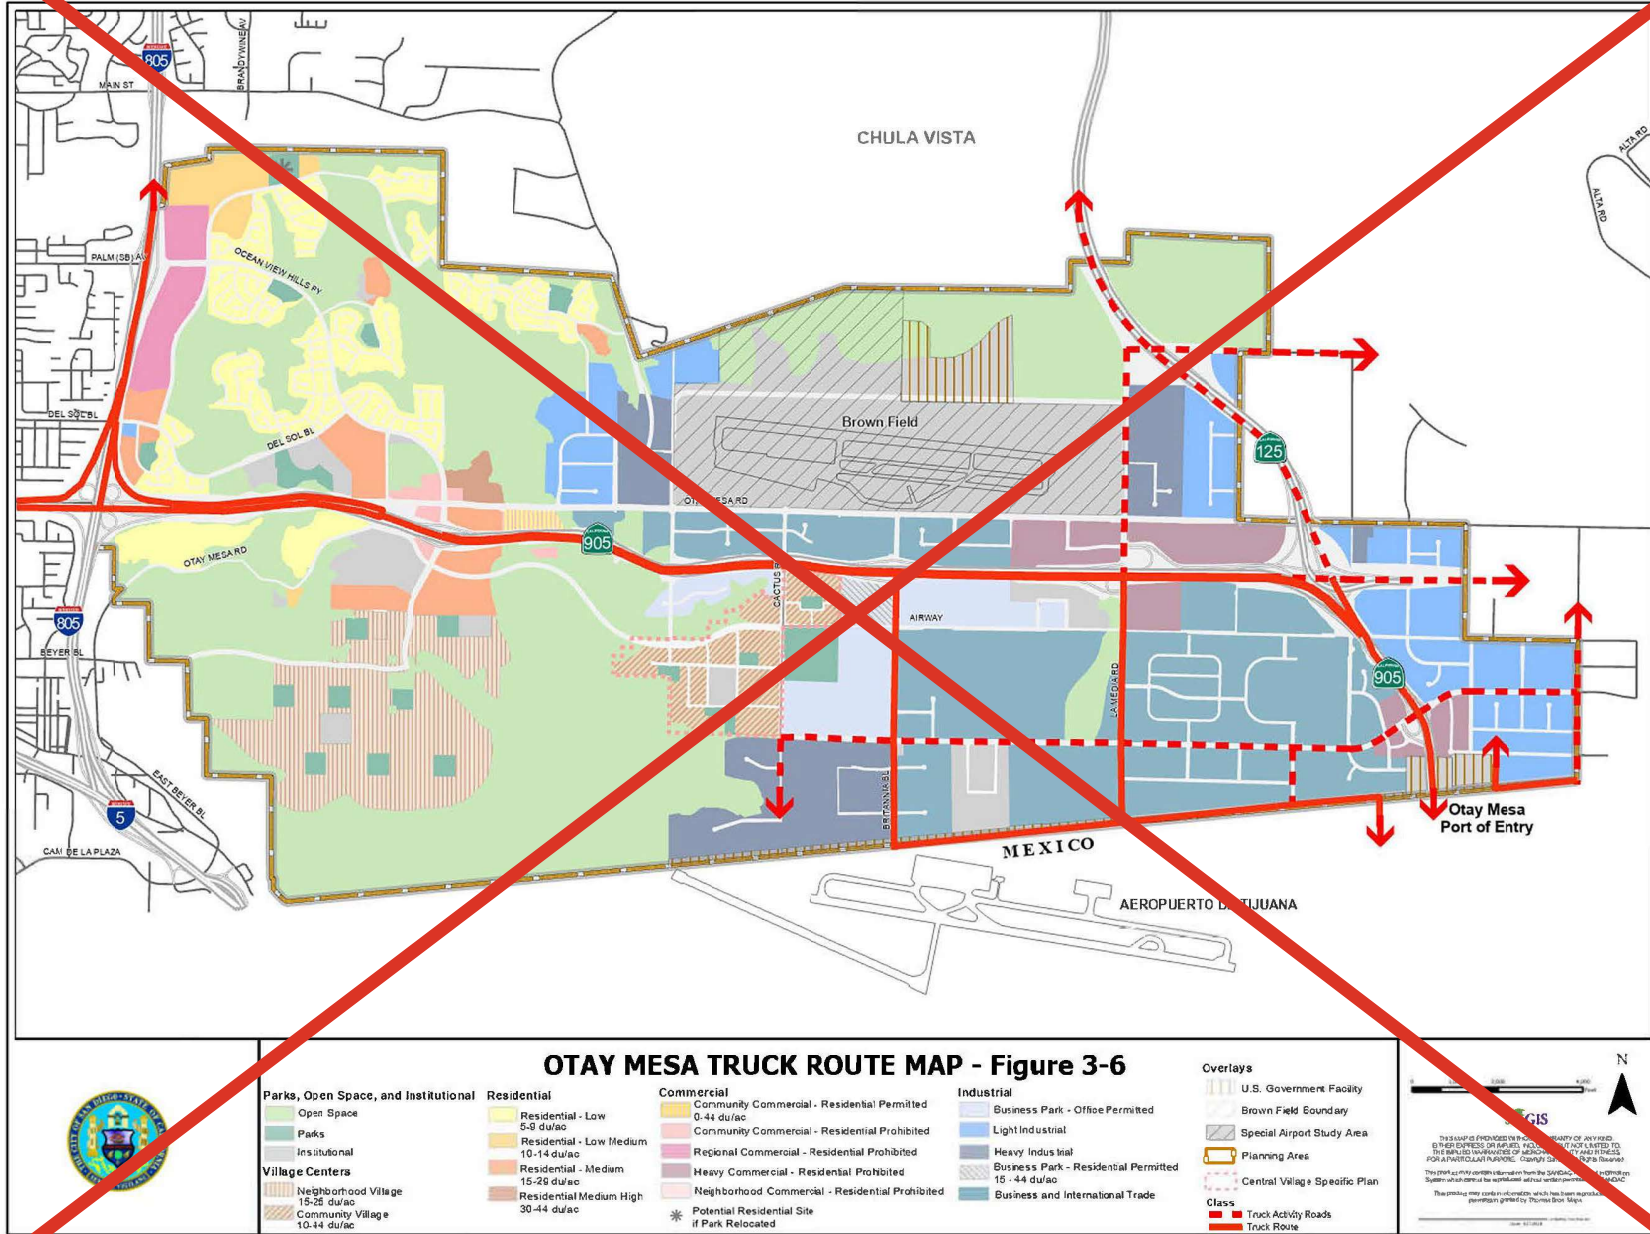 805
MAIN ST
BRANDYWINE AV
CHULA VISTA
ALTA RD
ALTA RD
PALM (SB) AV
OCEAN VIEW HILLS PY
DEL SOL BL
DEL SOL BL
Brown Field
125
OTAY MESA RD
905
OTAY MESA RD
CACTUS
AIRWAY
805
BEYER BL
LA MEDIA RD
905
EAST BEYER BL
BRITANNIA BL
5
Otay Mesa
Port of Entry
CAM DE LA PLAZA
MEXICO
AEROPUERTO DE TIJUANA
OTAY MESA TRUCK ROUTE MAP - Figure 3-6
Parks, Open Space, and Institutional
Open Space
Parks
Institutional
Village Centers
Neighborhood Village
15-25 du/ac
Community Village
10-44 du/ac
Residential
Residential - Low
5-9 du/ac
Residential - Low Medium
10-14 du/ac
Residential - Medium
15-29 du/ac
Residential Medium High
30-44 du/ac
Commercial
Community Commercial - Residential Permitted
0-44 du/ac
Community Commercial - Residential Prohibited
Regional Commercial - Residential Prohibited
Heavy Commercial - Residential Prohibited
Neighborhood Commercial - Residential Prohibited
Potential Residential Site
if Park Relocated
Industrial
Business Park - Office Permitted
Light Industrial
Heavy Industrial
Business Park - Residential Permitted
15 - 44 du/ac
Business and International Trade
Overlays
U.S. Government Facility
Brown Field Boundary
Special Airport Study Area
Planning Area
Central Village Specific Plan
Class
Truck Activity Roads
Truck Route
N
GIS